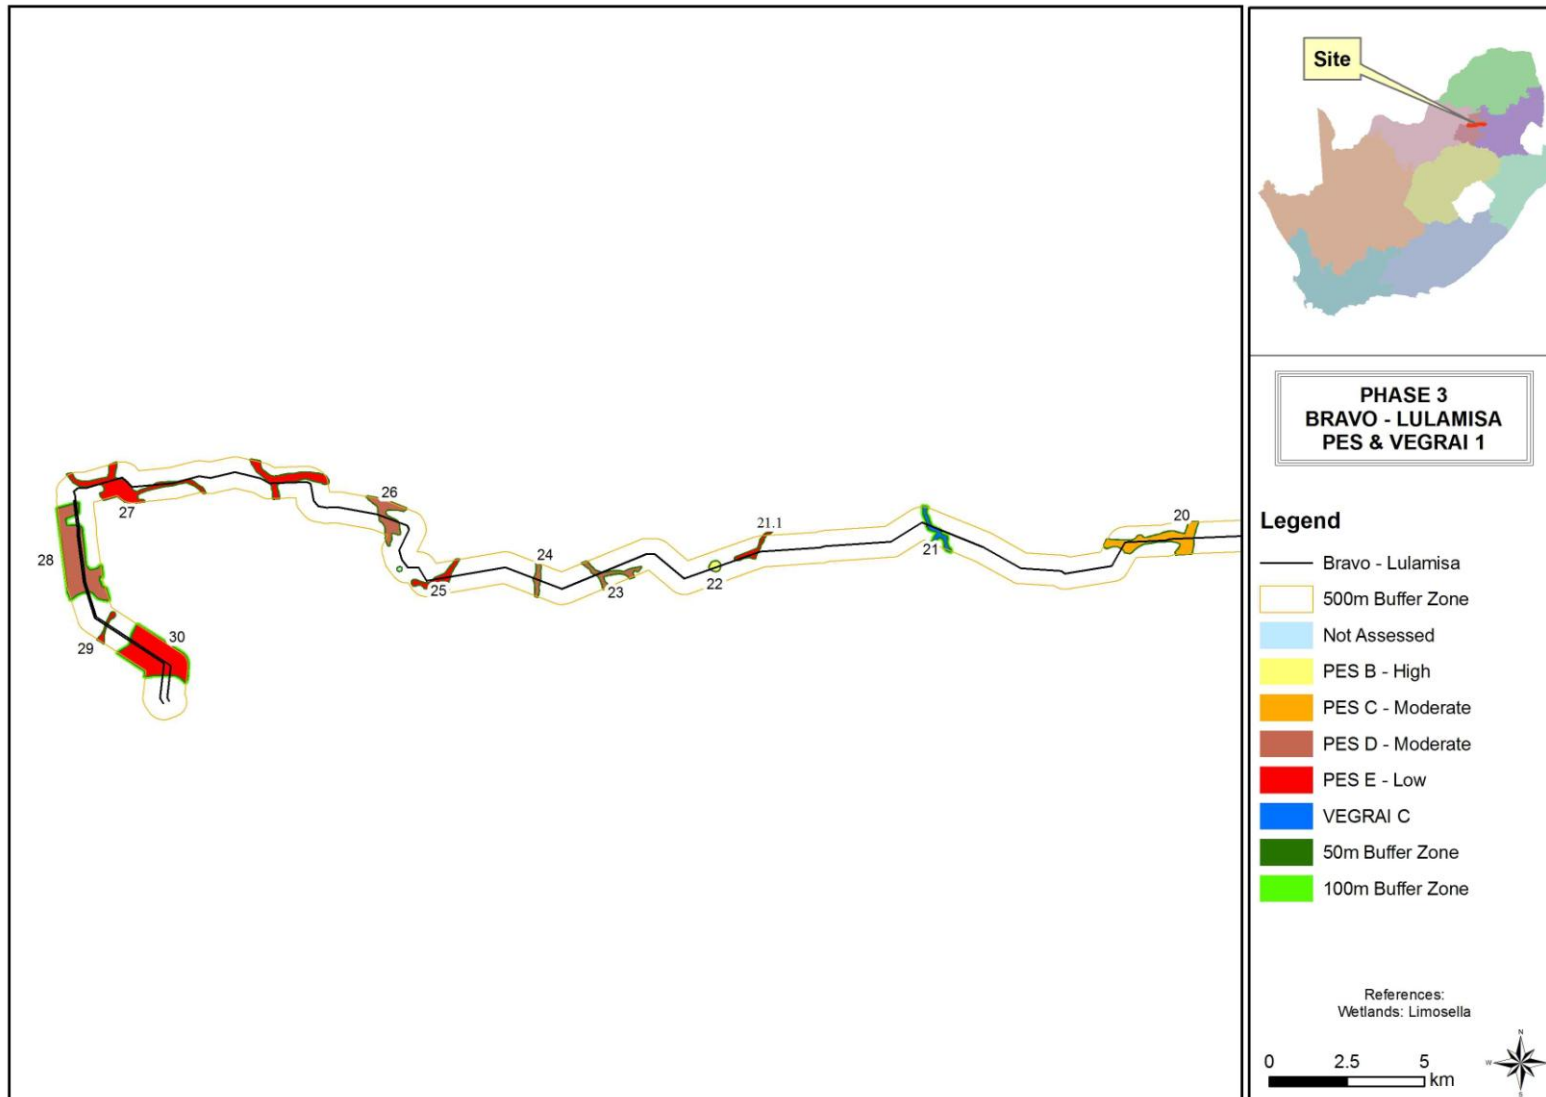 Site
PHASE 3
BRAVO - LULAMISA
PES & VEGRAI 1
Legend
Bravo - Lulamisa
500m Buffer Zone
Not Assessed
PES B - High
PES C - Moderate
PES D - Moderate
PES E - Low
VEGRAI C
50m Buffer Zone
100m Buffer Zone
References:
Wetlands: Limosella
0 2.5 5
km
N
W
S
20
21
21.1
22
23
24
25
26
27
28
29
30